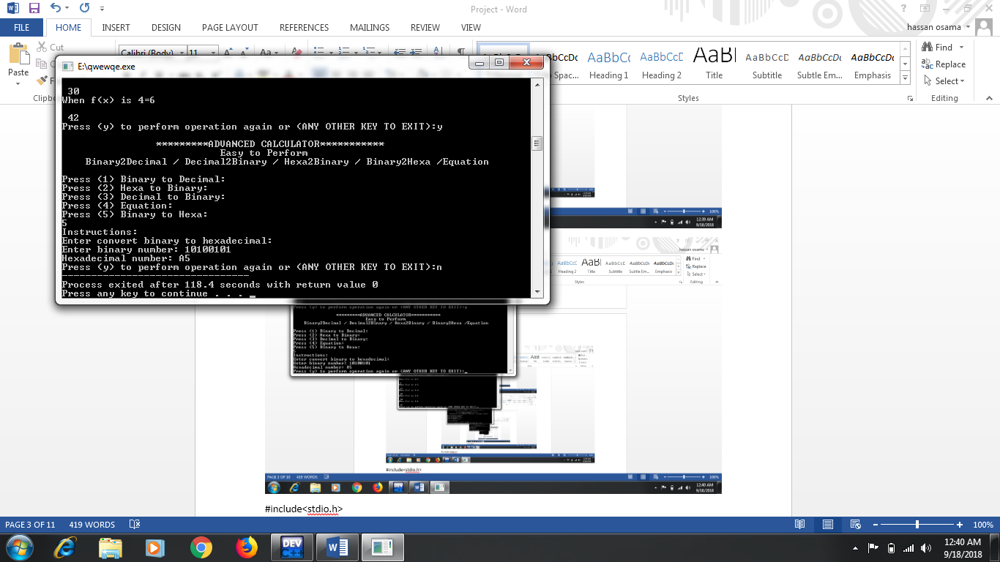 Project - Word
FILE HOME INSERT DESIGN PAGE LAYOUT REFERENCES MAILINGS REVIEW VIEW
hassan osama
Cut
Calibri (Body) 11
Paste
AaBbCcDc AaBbCc AaBbCcD AaBl AaBbCcD AaBbCcDc AaBbCcDc
Spac... Heading 1 Heading 2 Title Subtitle Subtle Em... Emphasis
Find
Replace
Select
Styles
Editing
E:\qwewqe.exe
30
When f(x) is 4=6
42
Press (y) to perform operation again or (ANY OTHER KEY TO EXIT):y
*********ADVANCED CALCULATOR***********
Easy to Perform
Binary2Decimal / Decimal2Binary / Hexa2Binary / Binary2Hexa /Equation
Press (1) Binary to Decimal:
Press (2) Hexa to Binary:
Press (3) Decimal to Binary:
Press (4) Equation:
Press (5) Binary to Hexa:
5
Instructions:
Enter convert binary to hexadecimal:
Enter binary number: 10100101
Hexadecimal number: A5
Press (y) to perform operation again or (ANY OTHER KEY TO EXIT):n
--------------------------------
Process exited after 118.4 seconds with return value 0
Press any key to continue . . .
100%
12:39 AM
9/18/2018
hassan osama
Find
Replace
Select
Heading 1 Heading 2 Title Subtitle Subtle Em... Emphasis
Styles
Editing
Press (y) to perform operation again or (ANY OTHER KEY TO EXIT):y
*********ADVANCED CALCULATOR***********
Easy to Perform
Binary2Decimal / Decimal2Binary / Hexa2Binary / Binary2Hexa /Equation
Press (1) Binary to Decimal:
Press (2) Hexa to Binary:
Press (3) Decimal to Binary:
Press (4) Equation:
Press (5) Binary to Hexa:
5
Instructions:
Enter convert binary to hexadecimal:
Enter binary number: 10100101
Hexadecimal number: A5
Press (y) to perform operation again or (ANY OTHER KEY TO EXIT):
#include<stdio.h>
PAGE 3 OF 10 419 WORDS 100%
12:40 AM
9/18/2018
#include<stdio.h>
PAGE 3 OF 11 419 WORDS 100%
DEV C++
12:40 AM
9/18/2018